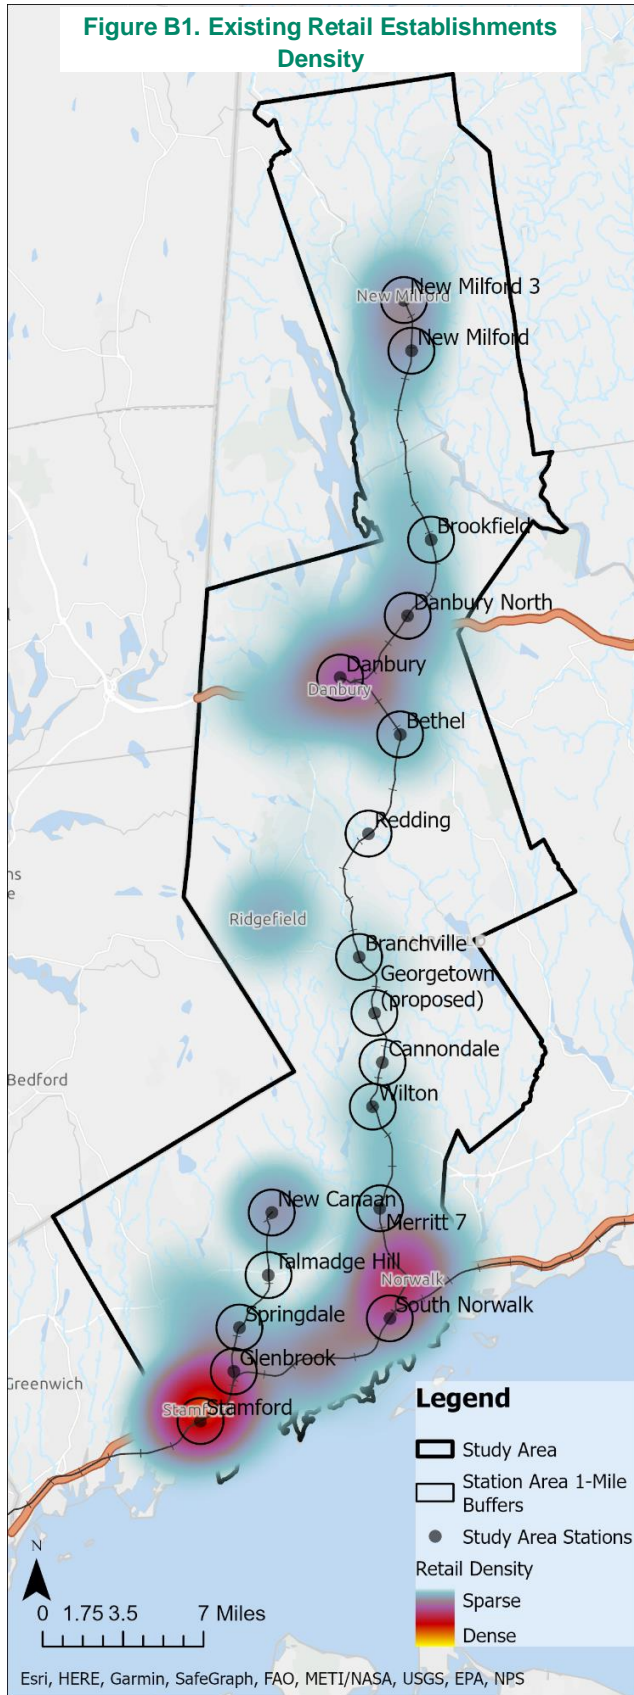 Figure B1. Existing Retail Establishments
Density
New Milford 3
New Milford
New Milford
Brookfield
Danbury North
Danbury
Danbury
Bethel
Redding
Ridgefield
Branchville
Georgetown
(proposed)
Cannondale
Bedford
Wilton
New Canaan
Merritt 7
Talmadge Hill
Norwalk
South Norwalk
Springdale
Glenbrook
Greenwich
Stamford
Legend
Study Area
Station Area 1-Mile
Buffers
Study Area Stations
Retail Density
Sparse
Dense
N
0 1.75 3.5 7 Miles
Esri, HERE, Garmin, SafeGraph, FAO, METI/NASA, USGS, EPA, NPS